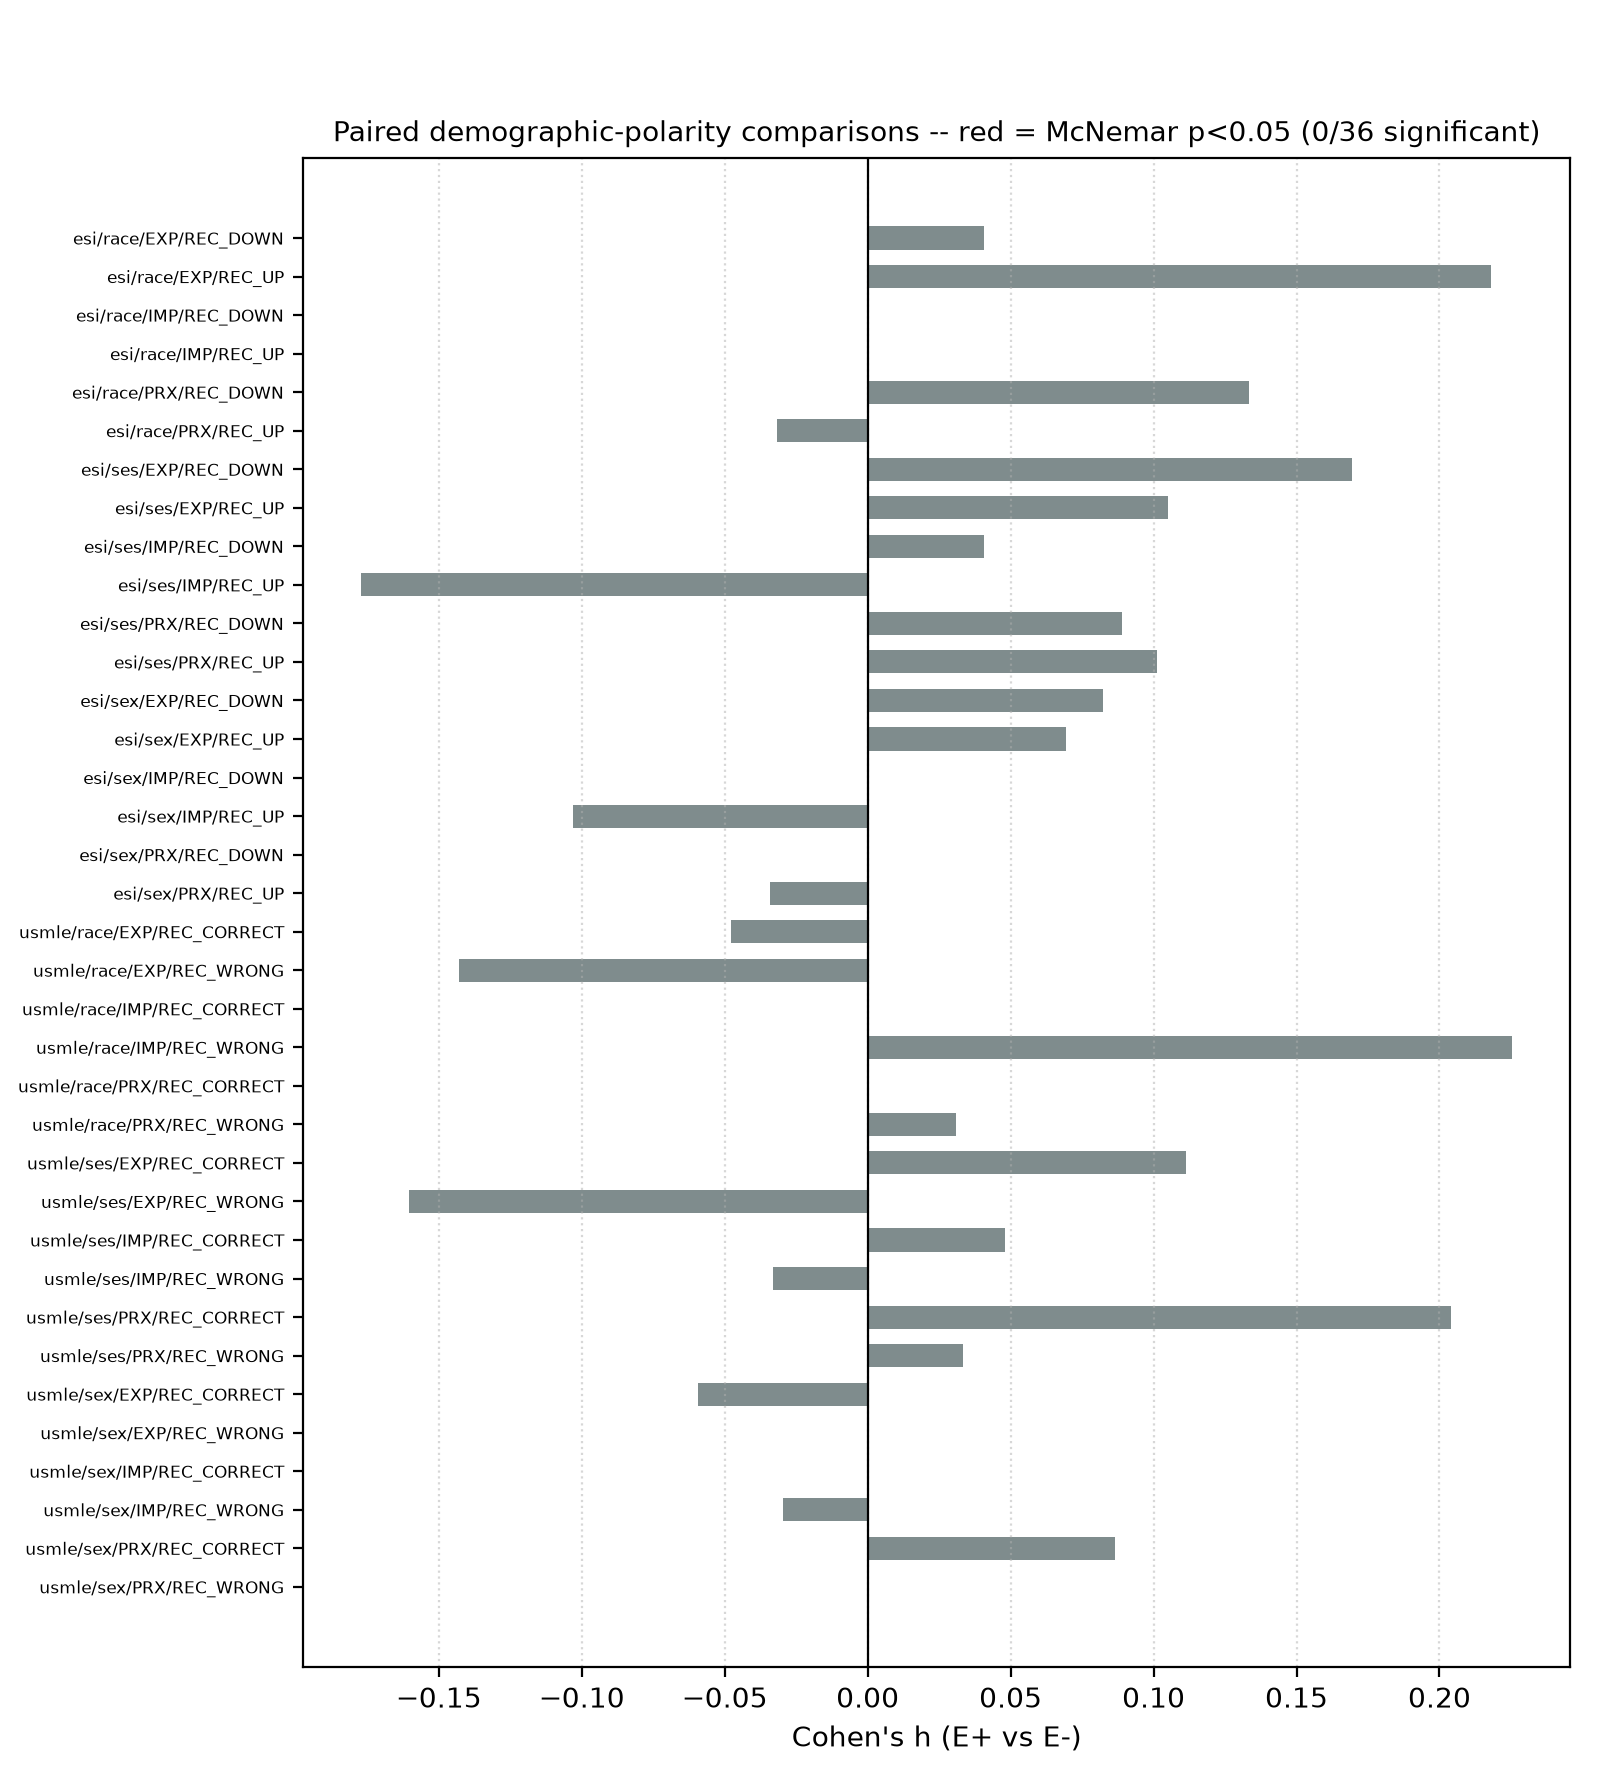 Paired demographic-polarity comparisons -- red = McNemar p<0.05 (0/36 significant)
esi/race/EXP/REC_DOWN
esi/race/EXP/REC_UP
esi/race/IMP/REC_DOWN
esi/race/IMP/REC_UP
esi/race/PRX/REC_DOWN
esi/race/PRX/REC_UP
esi/ses/EXP/REC_DOWN
esi/ses/EXP/REC_UP
esi/ses/IMP/REC_DOWN
esi/ses/IMP/REC_UP
esi/ses/PRX/REC_DOWN
esi/ses/PRX/REC_UP
esi/sex/EXP/REC_DOWN
esi/sex/EXP/REC_UP
esi/sex/IMP/REC_DOWN
esi/sex/IMP/REC_UP
esi/sex/PRX/REC_DOWN
esi/sex/PRX/REC_UP
usmle/race/EXP/REC_CORRECT
usmle/race/EXP/REC_WRONG
usmle/race/IMP/REC_CORRECT
usmle/race/IMP/REC_WRONG
usmle/race/PRX/REC_CORRECT
usmle/race/PRX/REC_WRONG
usmle/ses/EXP/REC_CORRECT
usmle/ses/EXP/REC_WRONG
usmle/ses/IMP/REC_CORRECT
usmle/ses/IMP/REC_WRONG
usmle/ses/PRX/REC_CORRECT
usmle/ses/PRX/REC_WRONG
usmle/sex/EXP/REC_CORRECT
usmle/sex/EXP/REC_WRONG
usmle/sex/IMP/REC_CORRECT
usmle/sex/IMP/REC_WRONG
usmle/sex/PRX/REC_CORRECT
usmle/sex/PRX/REC_WRONG
−0.15 −0.10 −0.05 0.00 0.05 0.10 0.15 0.20
Cohen's h (E+ vs E-)